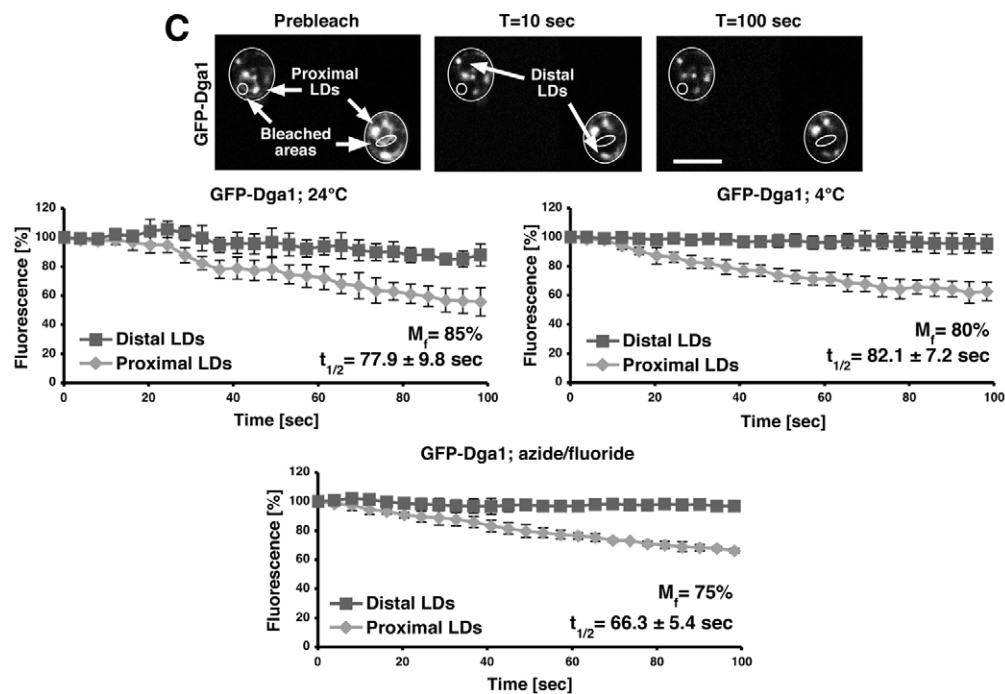 C
Prebleach
T=10 sec
T=100 sec
GFP-Dga1
Proximal
LDs
Bleached
areas
Distal
LDs
GFP-Dga1; 24°C
Fluorescence [%]
120
100
80
60
40
20
0
Distal LDs
Proximal LDs
Mf= 85%
t1/2= 77.9 ± 9.8 sec
0 20 40 60 80 100
Time [sec]
GFP-Dga1; 4°C
Fluorescence [%]
120
100
80
60
40
20
0
Distal LDs
Proximal LDs
Mf= 80%
t1/2= 82.1 ± 7.2 sec
0 20 40 60 80 100
Time [sec]
GFP-Dga1; azide/fluoride
Fluorescence [%]
120
100
80
60
40
20
0
Distal LDs
Proximal LDs
Mf= 75%
t1/2= 66.3 ± 5.4 sec
0 20 40 60 80 100
Time [sec]